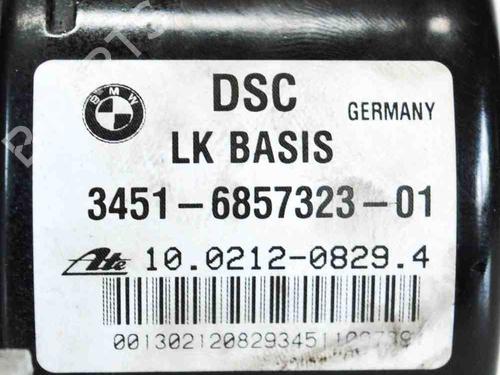 BMW
DSC
GERMANY
LK BASIS
3451-6857323-01
Ate 10.0212-0829.4